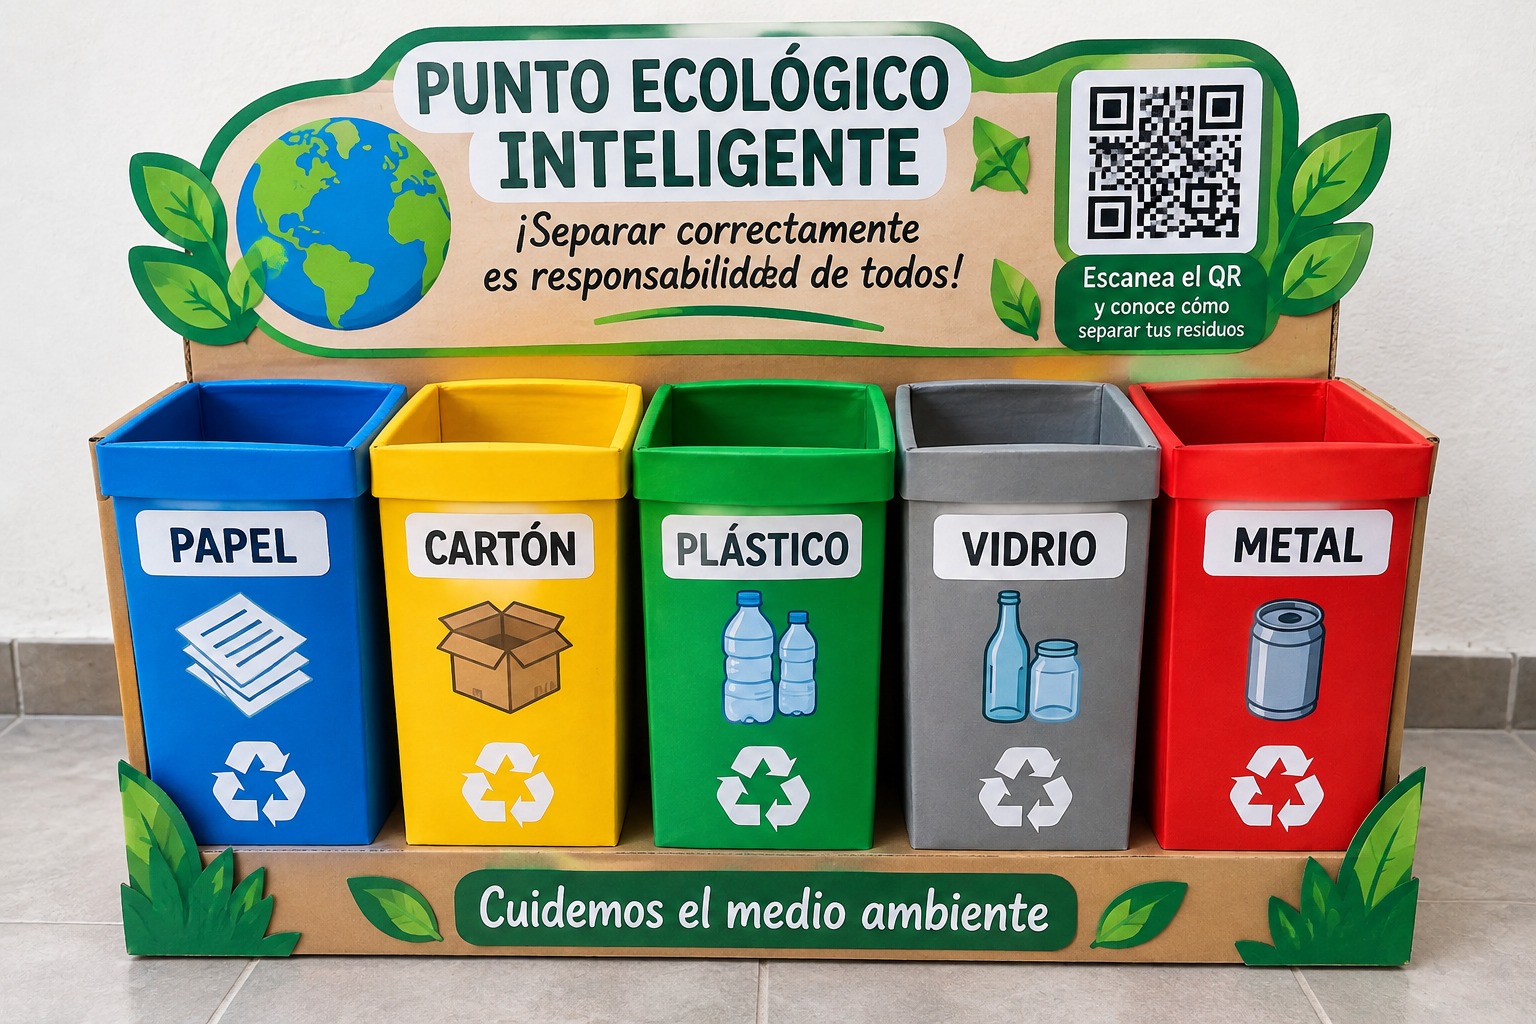 PUNTO ECOLÓGICO
INTELIGENTE
¡Separar correctamente
es responsabilidded de todos!
Escanea el QR
y conoce cómo
separar tus residuos
PAPEL
CARTÓN
PLÁSTICO
VIDRIO
METAL
Cuidemos el medio ambiente